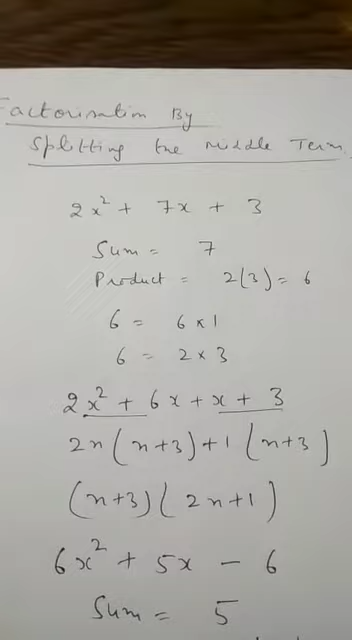 Factorisation By
Splitting the Middle Term
2x² + 7x + 3
Sum = 7
Product = 2(3) = 6
6 = 6 x 1
6 = 2 x 3
2x² + 6x + x + 3
2x(x+3)+1(x+3)
(x+3)(2x+1)
6x² + 5x - 6
Sum = 5